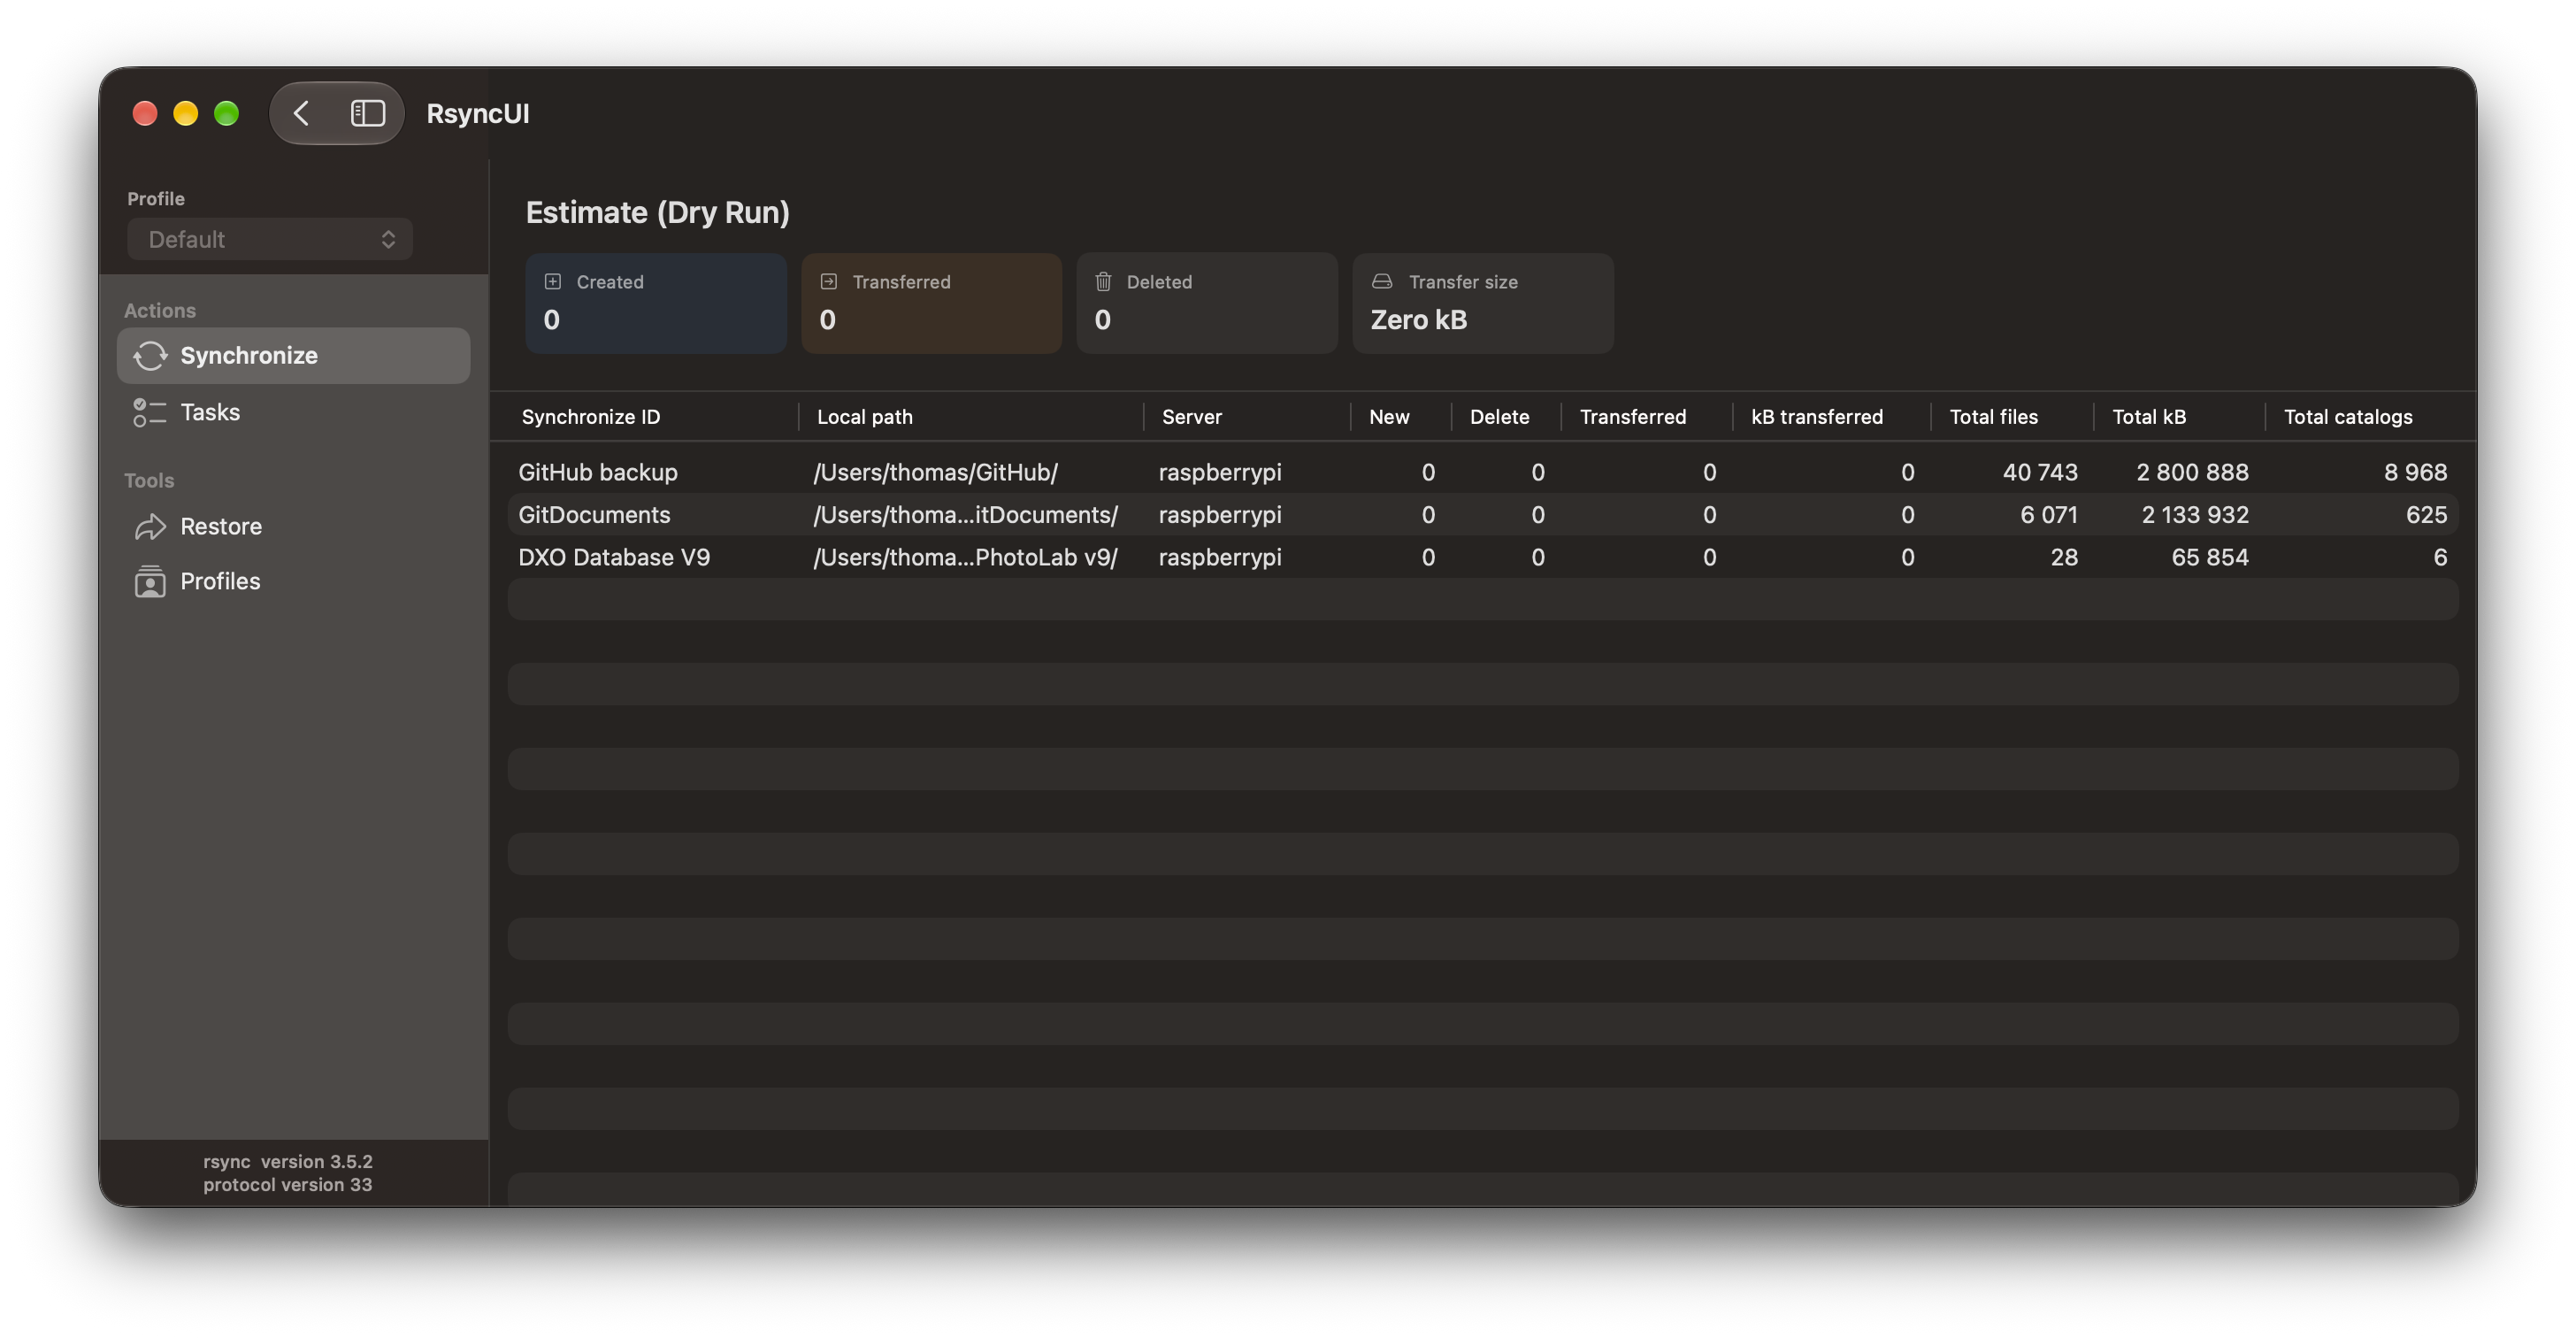 RsyncUI
Profile
Default
Actions
Synchronize
Tasks
Tools
Restore
Profiles
rsync  version 3.5.2
protocol version 33
Estimate (Dry Run)
Created
0
Transferred
0
Deleted
0
Transfer size
Zero kB
Synchronize ID Local path Server New Delete Transferred kB transferred Total files Total kB Total catalogs
GitHub backup /Users/thomas/GitHub/ raspberrypi 0 0 0 0 40 743 2 800 888 8 968
GitDocuments /Users/thoma...itDocuments/ raspberrypi 0 0 0 0 6 071 2 133 932 625
DXO Database V9 /Users/thoma...PhotoLab v9/ raspberrypi 0 0 0 0 28 65 854 6